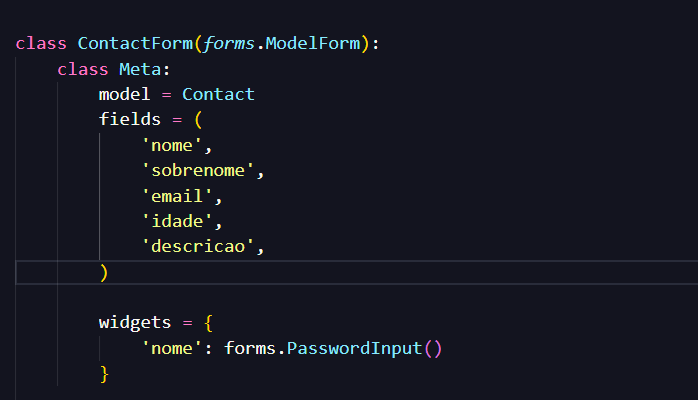 class ContactForm(forms.ModelForm):
    class Meta:
        model = Contact
        fields = (
            'nome',
            'sobrenome',
            'email',
            'idade',
            'descricao',
        )
        widgets = {
            'nome': forms.PasswordInput()
        }